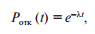 Pотк (t) = e^{-λt},